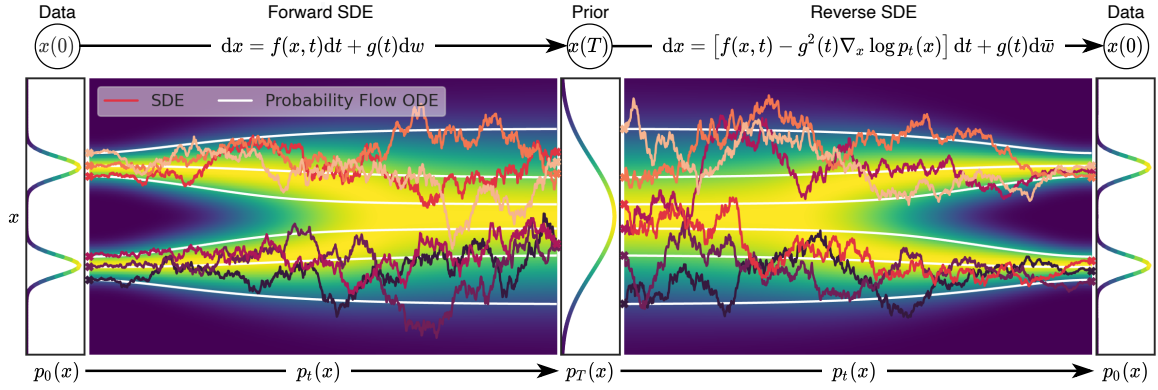 Data Forward SDE Prior Reverse SDE Data
x(0) dx = f(x, t)dt + g(t)dw x(T) dx = [f(x, t) − g²(t)∇ₓ log pₜ(x)] dt + g(t)dw̄ x(0)
SDE Probability Flow ODE
x
p₀(x) pₜ(x) p_T(x) pₜ(x) p₀(x)